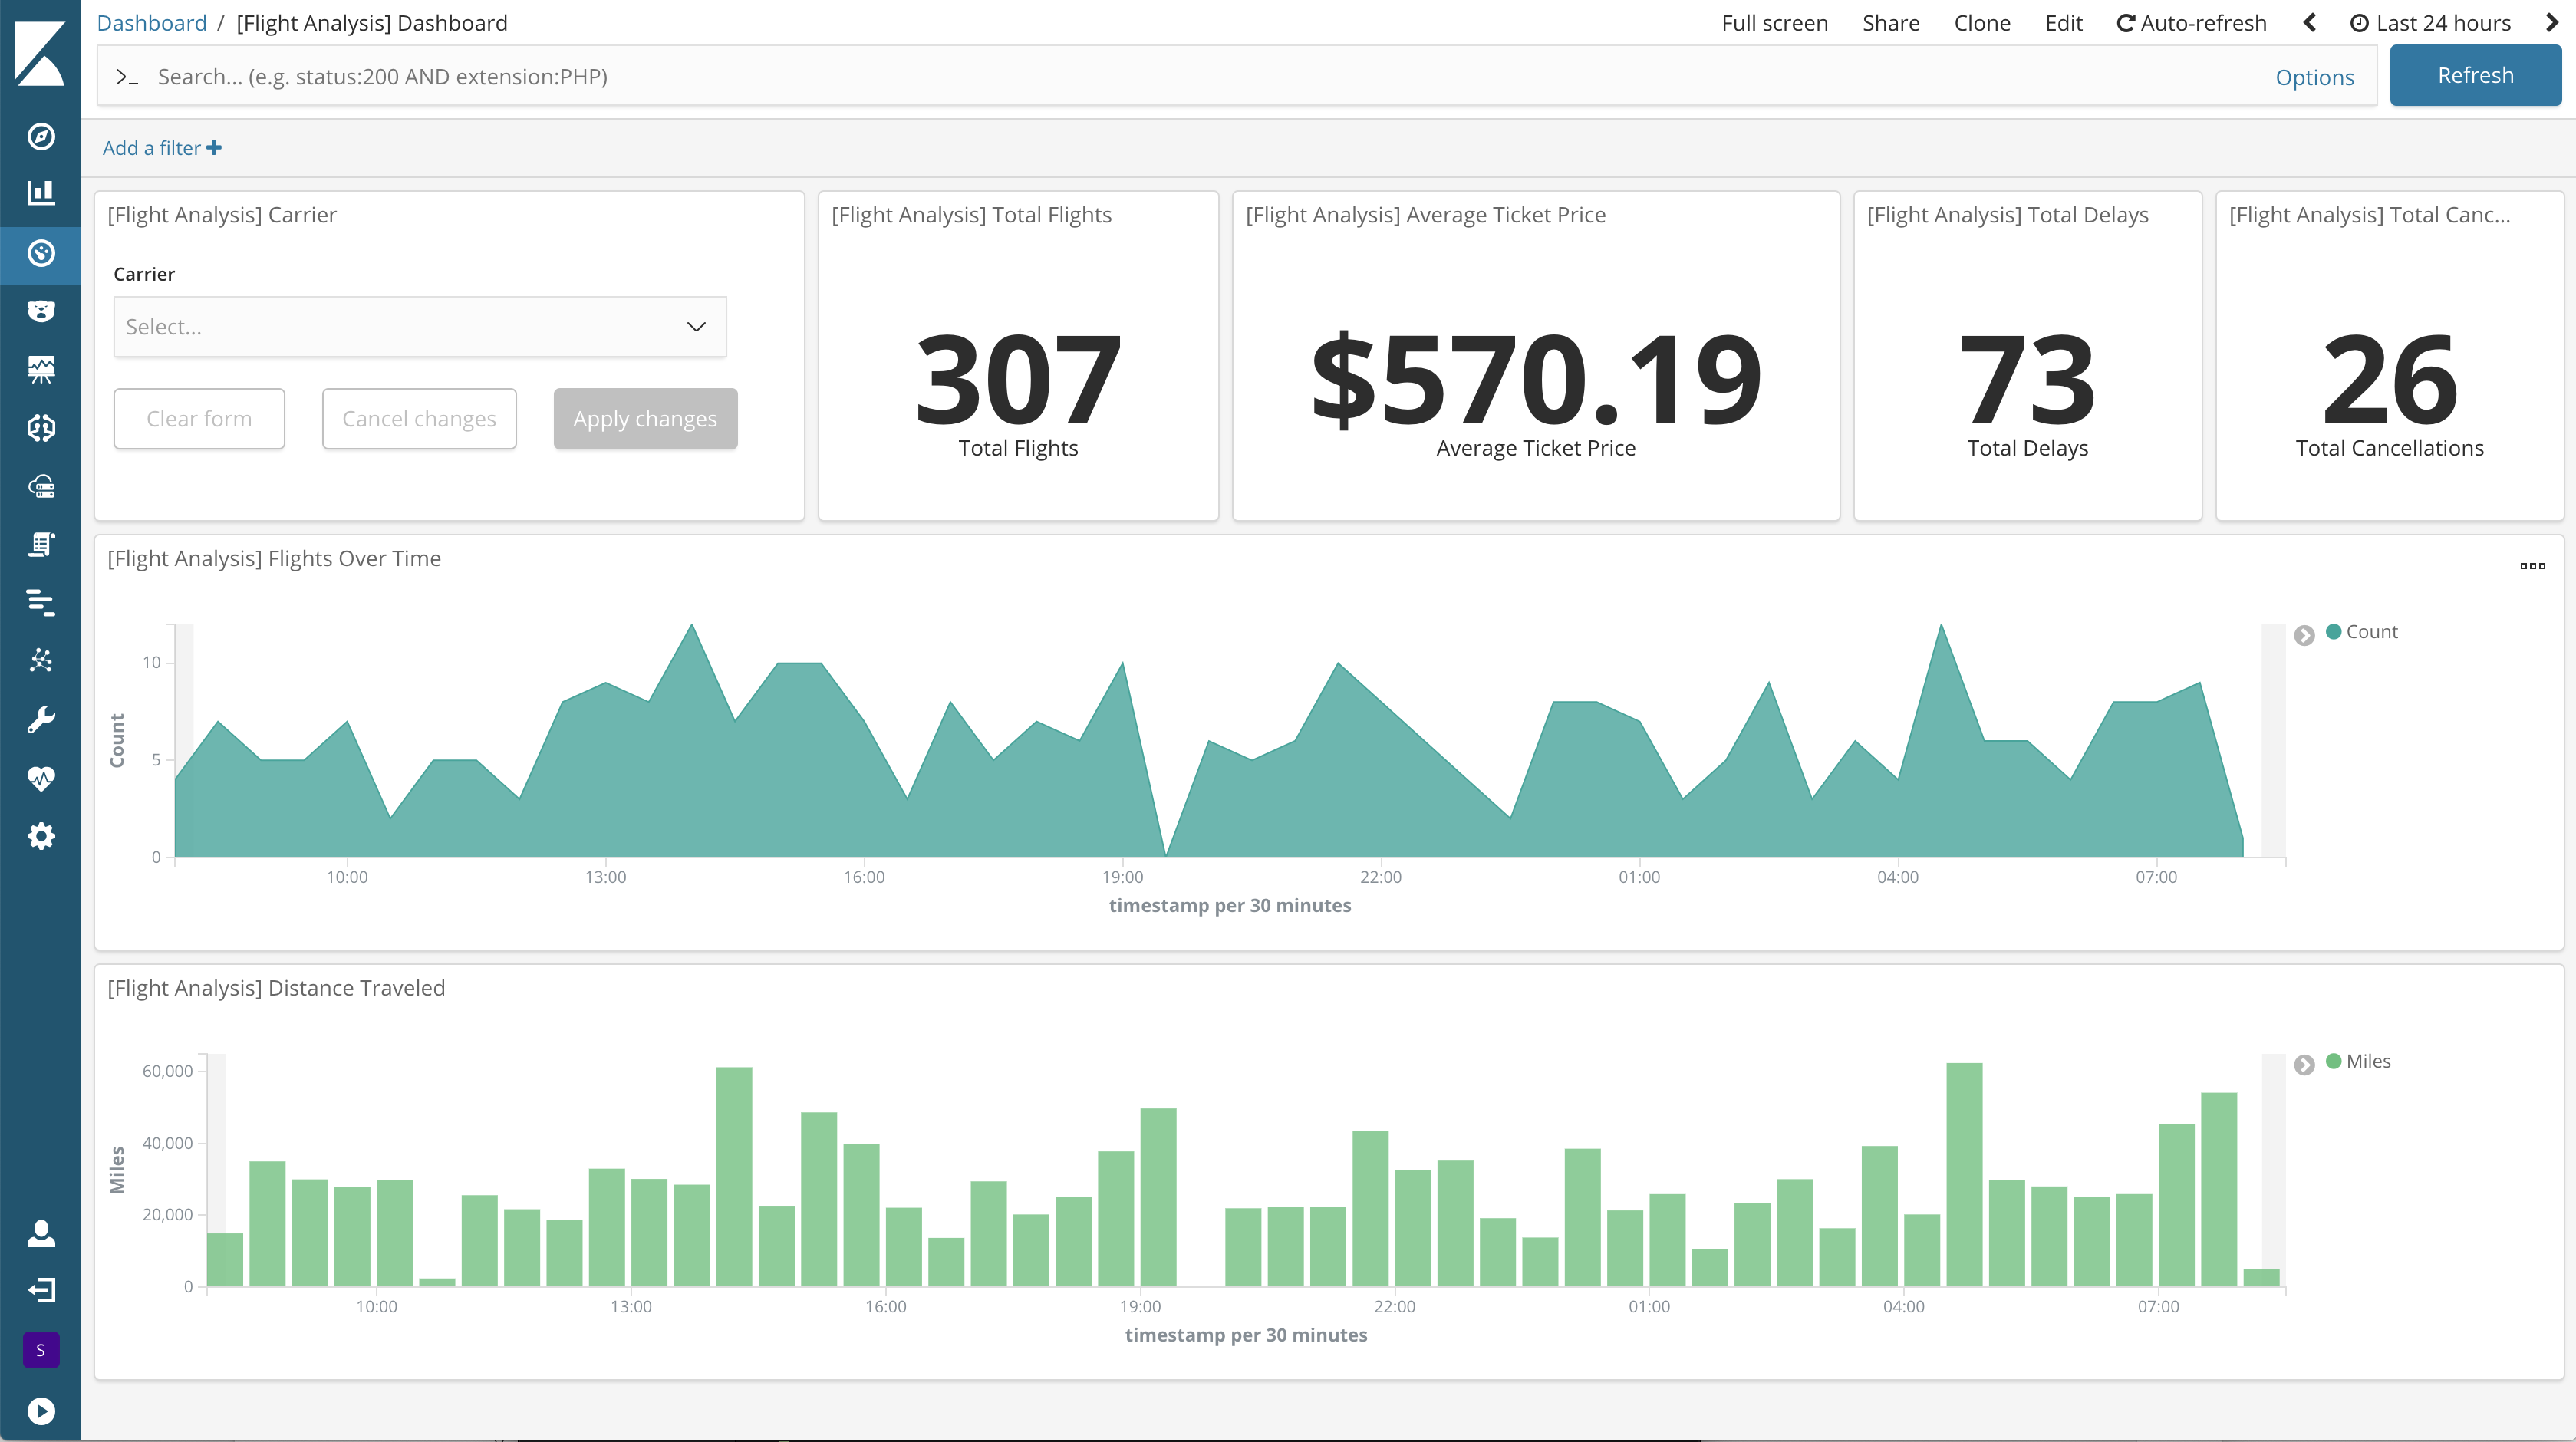 Dashboard / [Flight Analysis] Dashboard
Full screen Share Clone Edit Auto-refresh Last 24 hours
>_ Search... (e.g. status:200 AND extension:PHP) Options Refresh
Add a filter +
[Flight Analysis] Carrier
Carrier
Select...
Clear form Cancel changes Apply changes
[Flight Analysis] Total Flights
307
Total Flights
[Flight Analysis] Average Ticket Price
$570.19
Average Ticket Price
[Flight Analysis] Total Delays
73
Total Delays
[Flight Analysis] Total Canc...
26
Total Cancellations
[Flight Analysis] Flights Over Time
Count
10
5
0
10:00 13:00 16:00 19:00 22:00 01:00 04:00 07:00
timestamp per 30 minutes
Count
[Flight Analysis] Distance Traveled
Miles
60,000
40,000
20,000
0
10:00 13:00 16:00 19:00 22:00 01:00 04:00 07:00
timestamp per 30 minutes
Miles
S